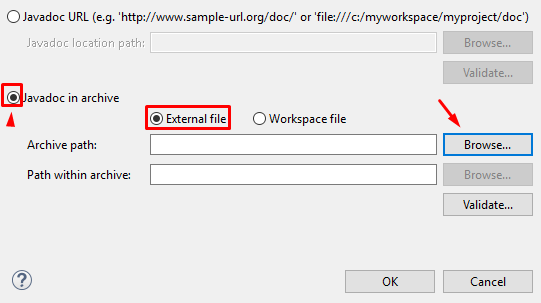 Javadoc URL (e.g. 'http://www.sample-url.org/doc/' or 'file:///c:/myworkspace/myproject/doc')
Javadoc location path: Browse...
Validate...
Javadoc in archive
External file Workspace file
Archive path: Browse...
Path within archive: Browse...
Validate...
? OK Cancel